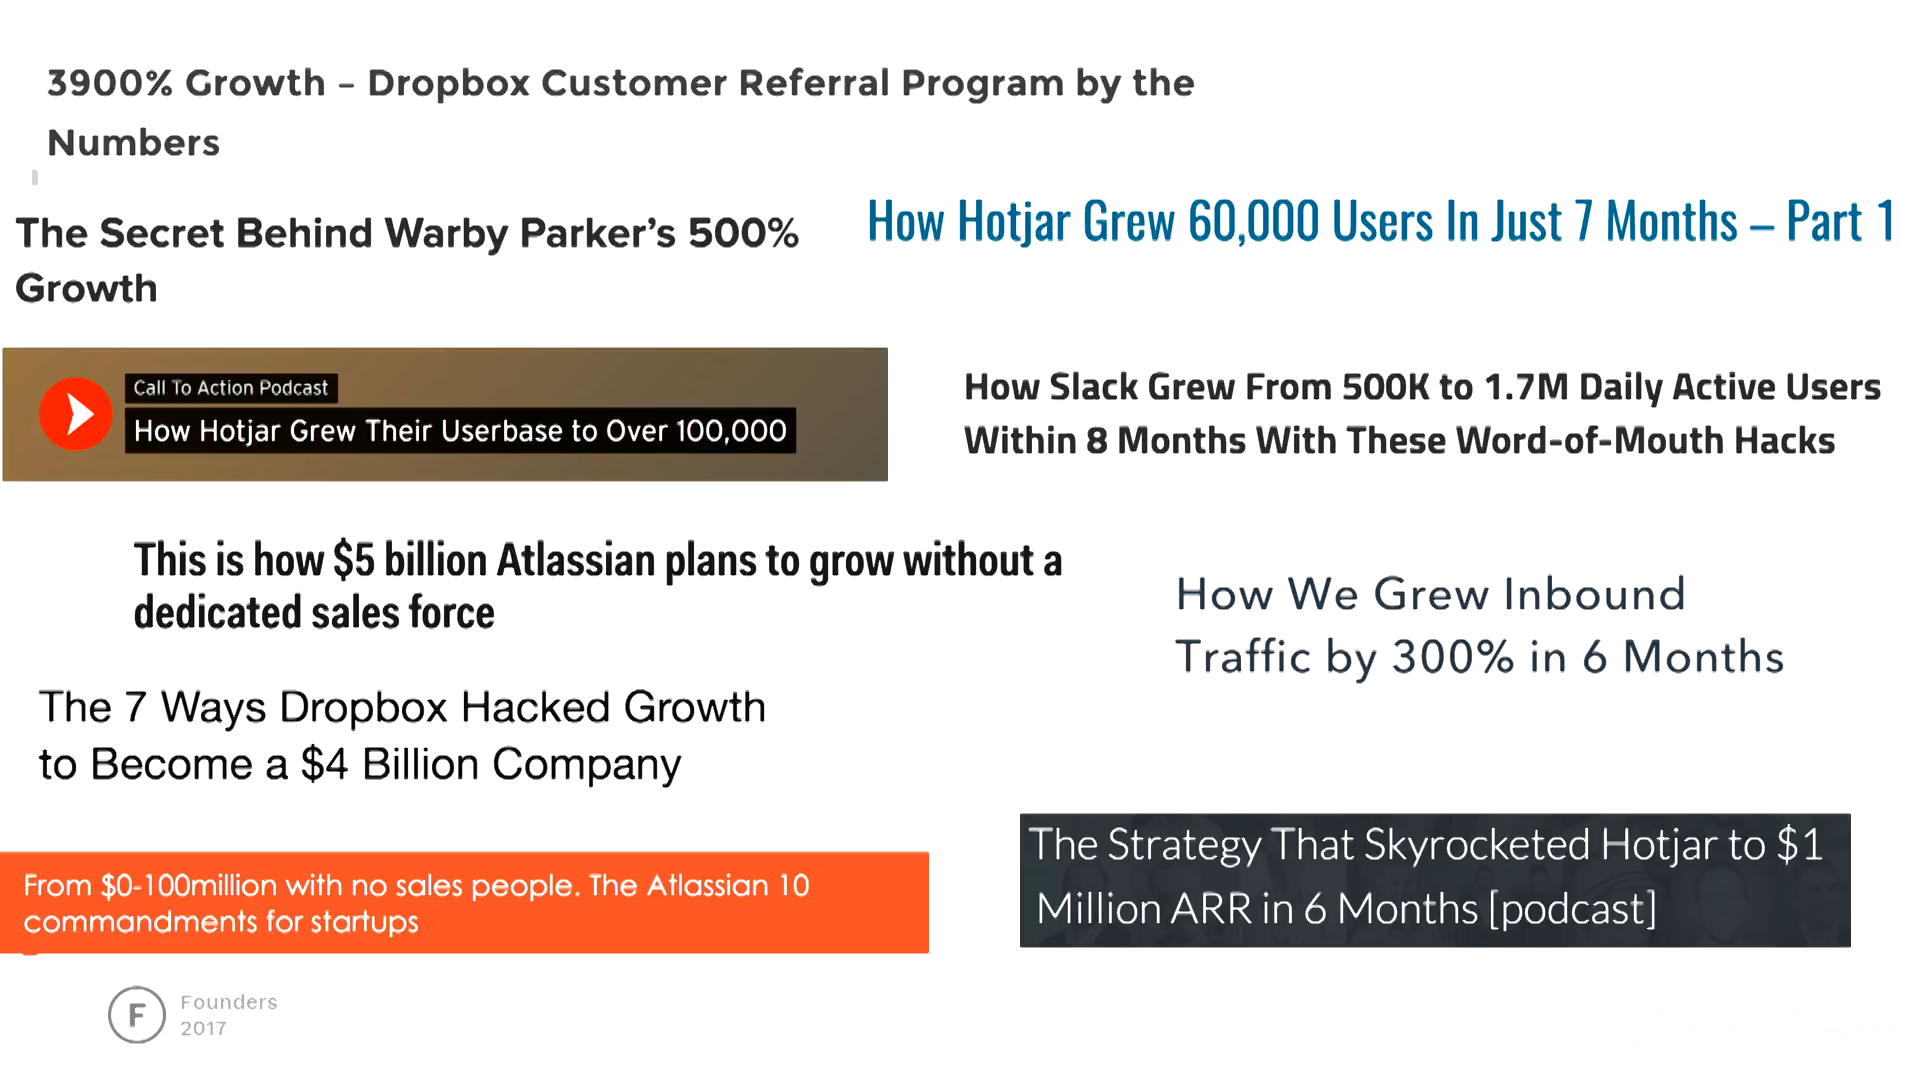 3900% Growth – Dropbox Customer Referral Program by the
Numbers
The Secret Behind Warby Parker’s 500%
Growth
How Hotjar Grew 60,000 Users In Just 7 Months – Part 1
Call To Action Podcast
How Hotjar Grew Their Userbase to Over 100,000
How Slack Grew From 500K to 1.7M Daily Active Users
Within 8 Months With These Word-of-Mouth Hacks
This is how $5 billion Atlassian plans to grow without a
dedicated sales force
How We Grew Inbound
Traffic by 300% in 6 Months
The 7 Ways Dropbox Hacked Growth
to Become a $4 Billion Company
The Strategy That Skyrocketed Hotjar to $1
Million ARR in 6 Months [podcast]
From $0-100million with no sales people. The Atlassian 10
commandments for startups
F
Founders
2017